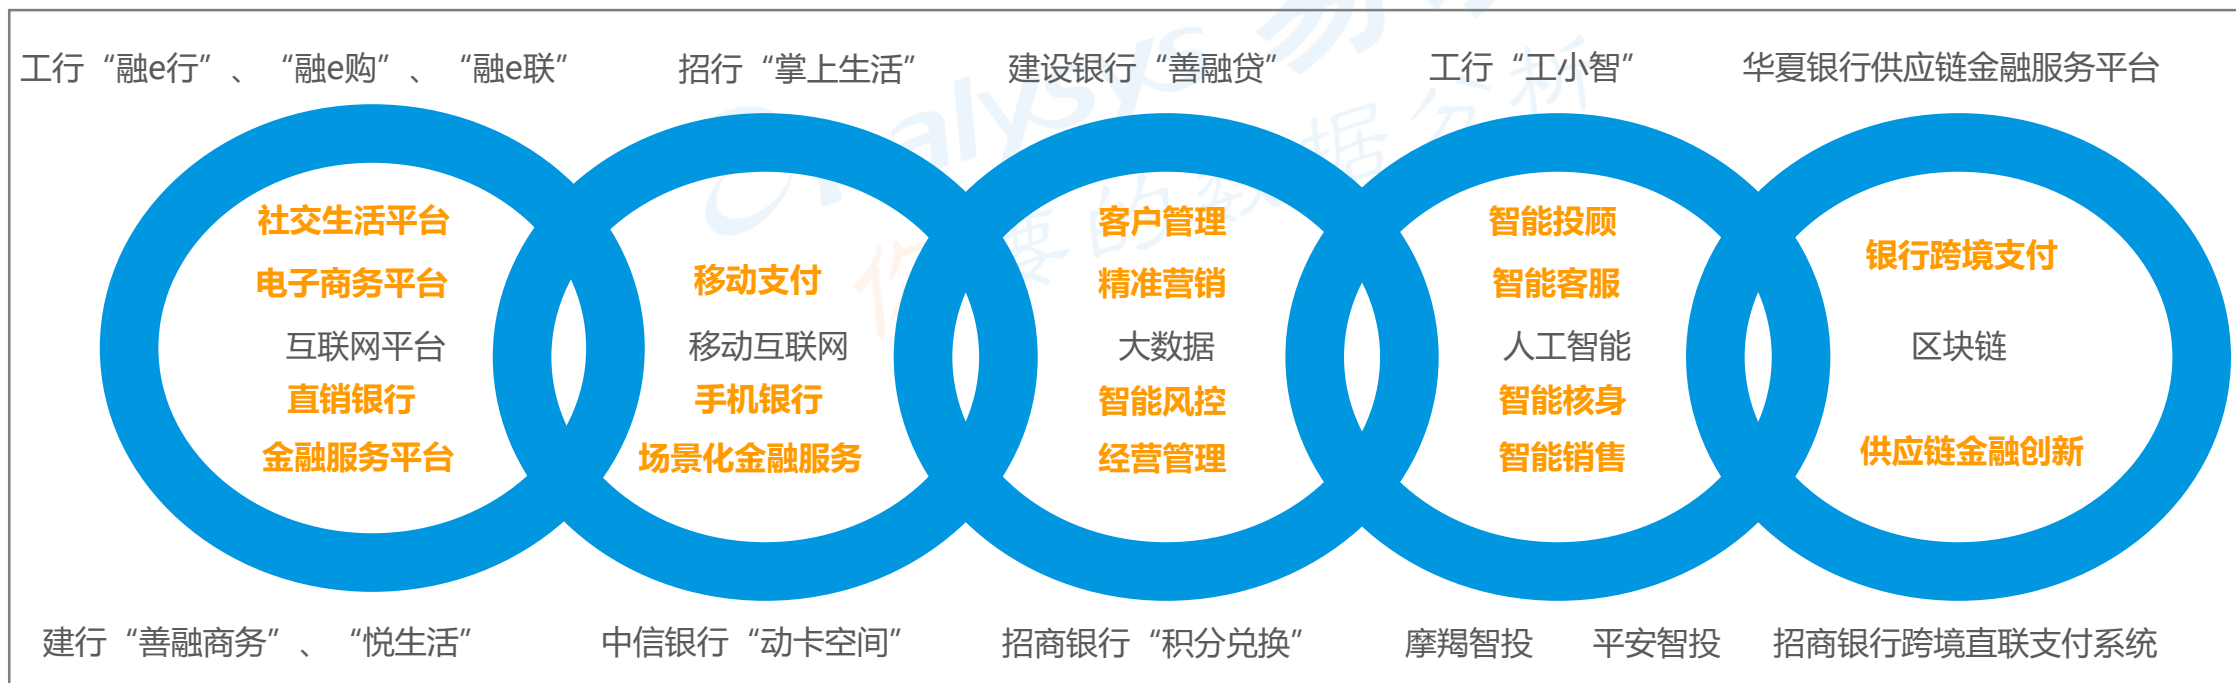 工行“融e行”、“融e购”、“融e联”
招行“掌上生活”
建设银行“善融贷”
工行“工小智”
华夏银行供应链金融服务平台
社交生活平台
电子商务平台
互联网平台
直销银行
金融服务平台
移动支付
移动互联网
手机银行
场景化金融服务
客户管理
精准营销
大数据
智能风控
经营管理
智能投顾
智能客服
人工智能
智能核身
智能销售
银行跨境支付
区块链
供应链金融创新
建行“善融商务”、“悦生活”
中信银行“动卡空间”
招商银行“积分兑换”
摩羯智投 平安智投
招商银行跨境直联支付系统